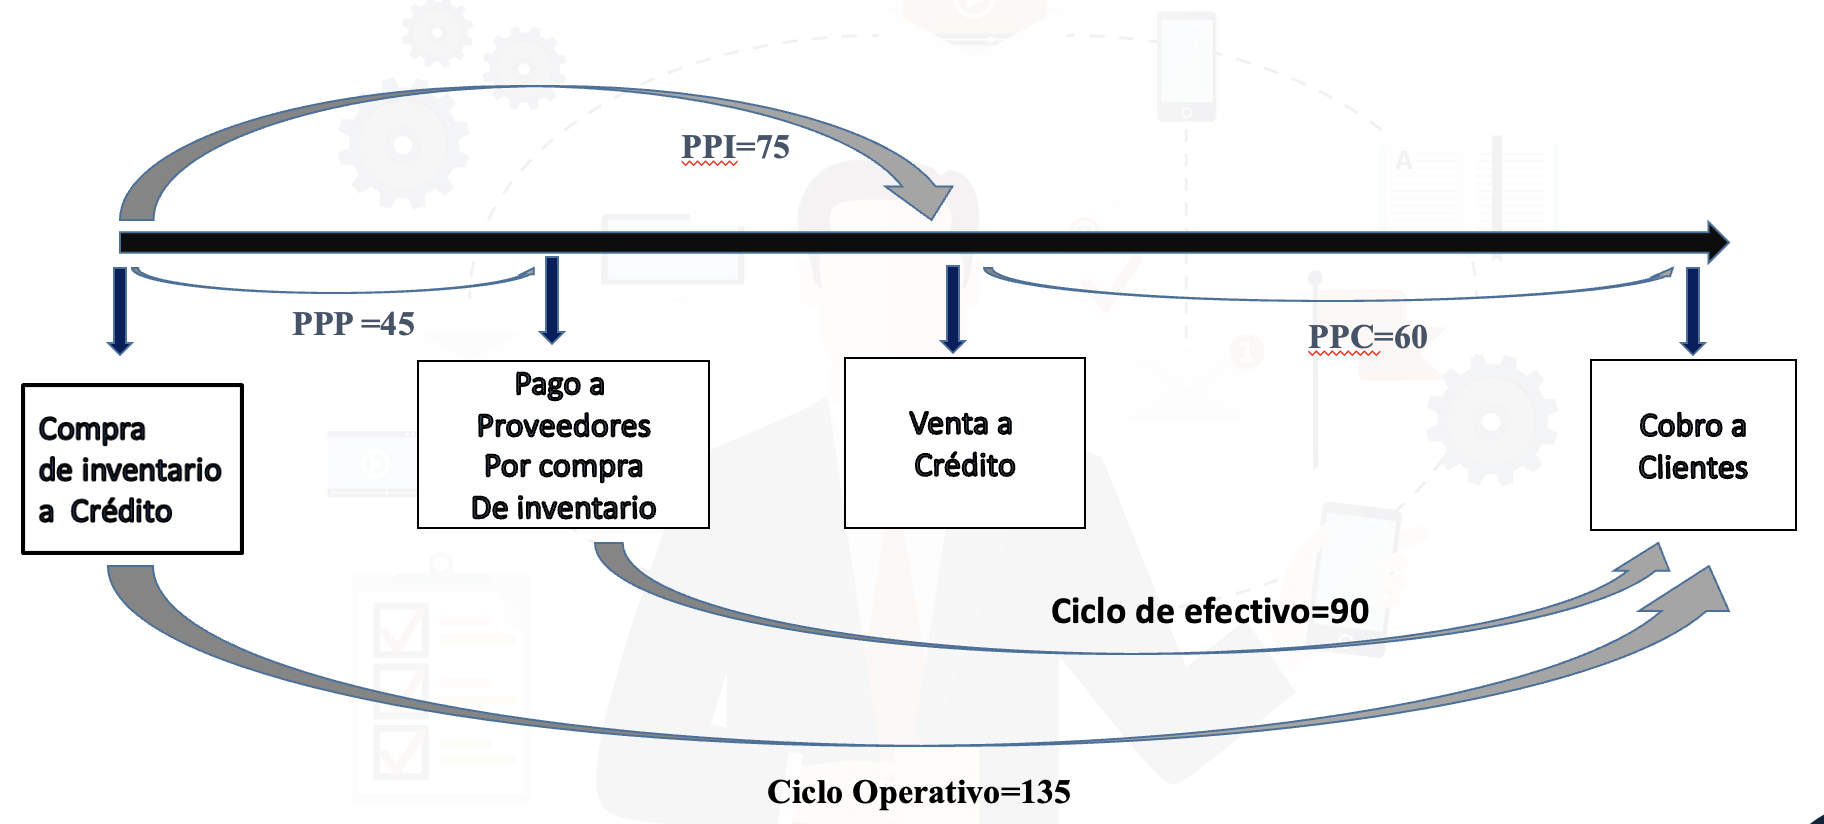 PPI=75
PPP =45
PPC=60
Compra
de inventario
a Crédito
Pago a
Proveedores
Por compra
De inventario
Venta a
Crédito
Cobro a
Clientes
Ciclo de efectivo=90
Ciclo Operativo=135
A
1